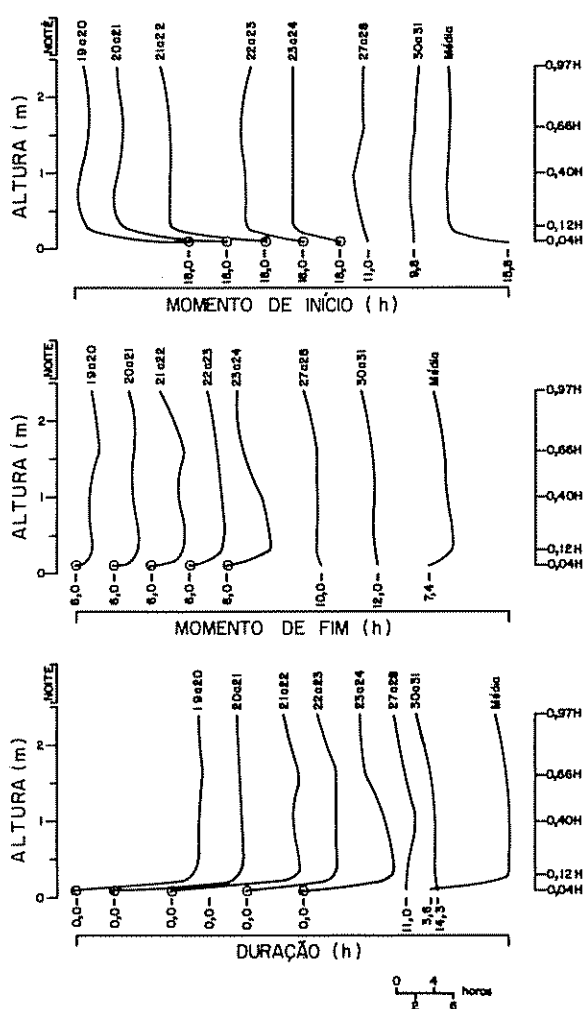 NOITE 19a20 20a21 21a22 22a23 23a24 27a28 30a31 Média
ALTURA (m)
2
1
0
0,97H
0,66H
0,40H
0,12H
0,04H
18,0 18,0 18,0 18,0 18,0 11,0 9,8 15,8
MOMENTO DE INÍCIO (h)
NOITE 19a20 20a21 21a22 22a23 23a24 27a28 30a31 Média
ALTURA (m)
2
1
0
0,97H
0,66H
0,40H
0,12H
0,04H
6,0 6,0 6,0 6,0 6,0 10,0 12,0 7,4
MOMENTO DE FIM (h)
NOITE 19a20 20a21 21a22 22a23 23a24 27a28 30a31 Média
ALTURA (m)
2
1
0
0,97H
0,66H
0,40H
0,12H
0,04H
0,0 0,0 0,0 0,0 0,0 0,0 11,0 3,6 14,3
DURAÇÃO (h)
0 4 horas
2 6